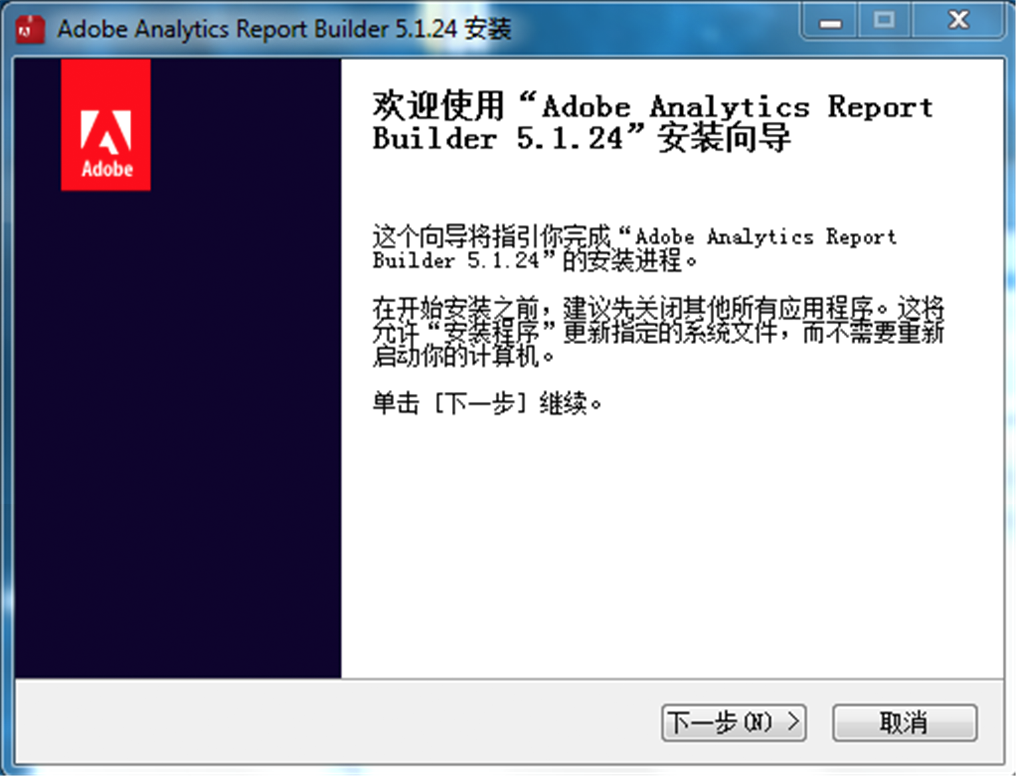 Adobe Analytics Report Builder 5.1.24 安装
Adobe
欢迎使用“Adobe Analytics Report
Builder 5.1.24”安装向导
这个向导将指引你完成“Adobe Analytics Report
Builder 5.1.24”的安装进程。
在开始安装之前，建议先关闭其他所有应用程序。这将
允许“安装程序”更新指定的系统文件，而不需要重新
启动你的计算机。
单击 [下一步] 继续。
下一步(N) >
取消